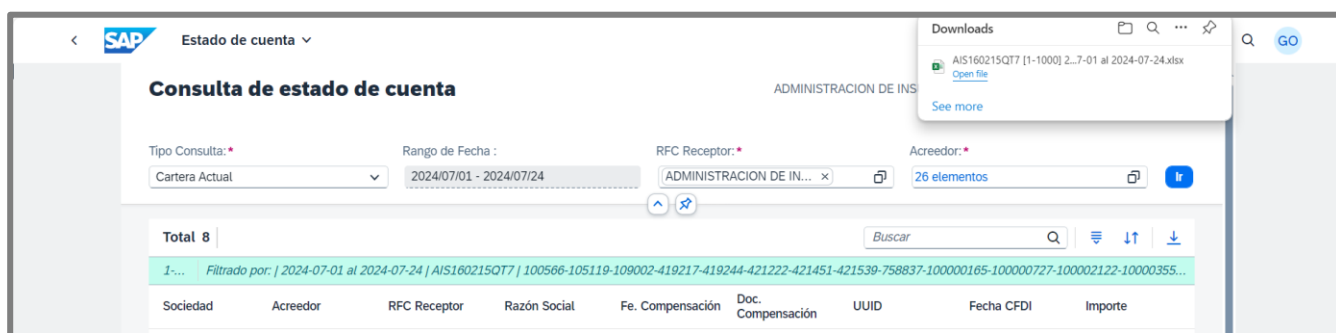 Downloads
SAP Estado de cuenta GO
AIS160215QT7 [1-1000] 2...7-01 al 2024-07-24.xlsx
Open file
Consulta de estado de cuenta ADMINISTRACION DE INS
See more
Tipo Consulta:* Rango de Fecha : RFC Receptor:* Acreedor:*
Cartera Actual 2024/07/01 - 2024/07/24 ADMINISTRACION DE IN... × 26 elementos Ir
Total 8 Buscar
1-... Filtrado por: | 2024-07-01 al 2024-07-24 | AIS160215QT7 | 100566-105119-109002-419217-419244-421222-421451-421539-758837-100000165-100000727-100002122-10000355...
Sociedad Acreedor RFC Receptor Razón Social Fe. Compensación Doc. Compensación UUID Fecha CFDI Importe